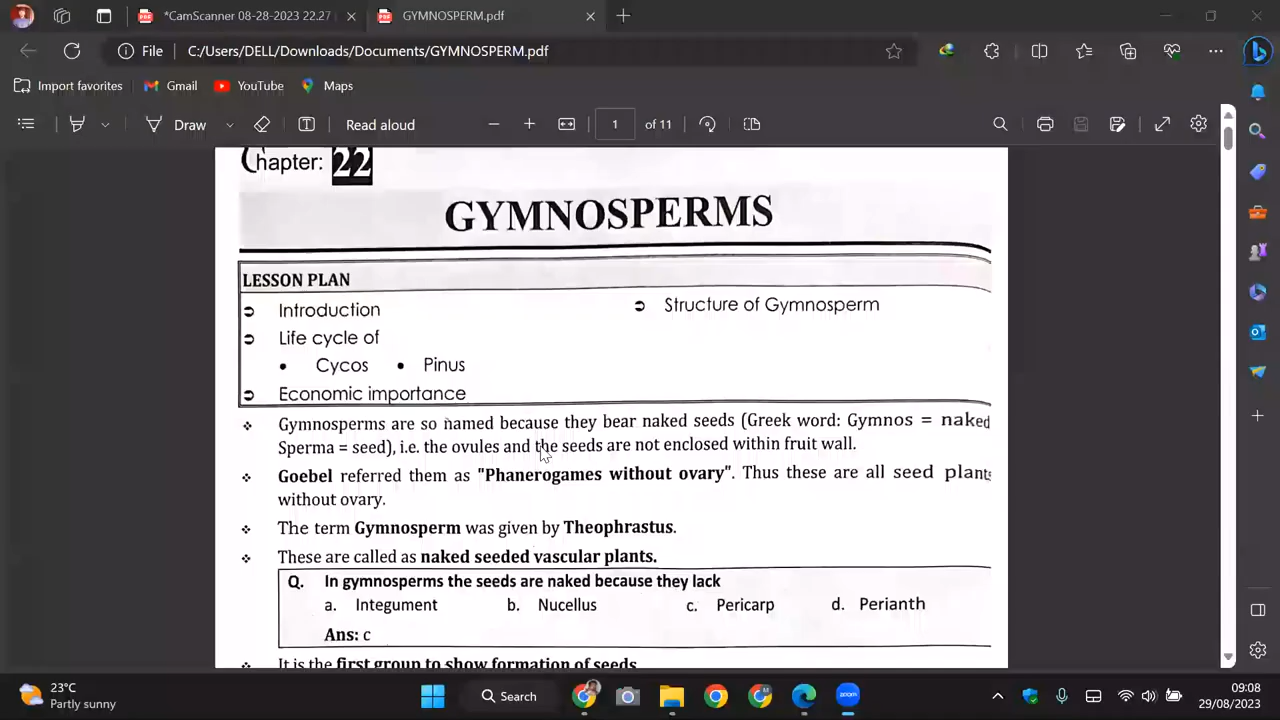 *CamScanner 08-28-2023 22.27
GYMNOSPERM.pdf
File
C:/Users/DELL/Downloads/Documents/GYMNOSPERM.pdf
Import favorites
Gmail
YouTube
Maps
Draw
Read aloud
1
of 11
Chapter: 22
GYMNOSPERMS
LESSON PLAN
➲ Introduction
➲ Structure of Gymnosperm
➲ Life cycle of
• Cycos • Pinus
➲ Economic importance
❖ Gymnosperms are so named because they bear naked seeds (Greek word: Gymnos = naked
Sperma = seed), i.e. the ovules and the seeds are not enclosed within fruit wall.
❖ Goebel referred them as "Phanerogames without ovary". Thus these are all seed plants
without ovary.
❖ The term Gymnosperm was given by Theophrastus.
❖ These are called as naked seeded vascular plants.
Q. In gymnosperms the seeds are naked because they lack
a. Integument b. Nucellus c. Pericarp d. Perianth
Ans: c
❖ It is the first group to show formation of seeds.
23°C
Partly sunny
Search
zoom
09:08
29/08/2023